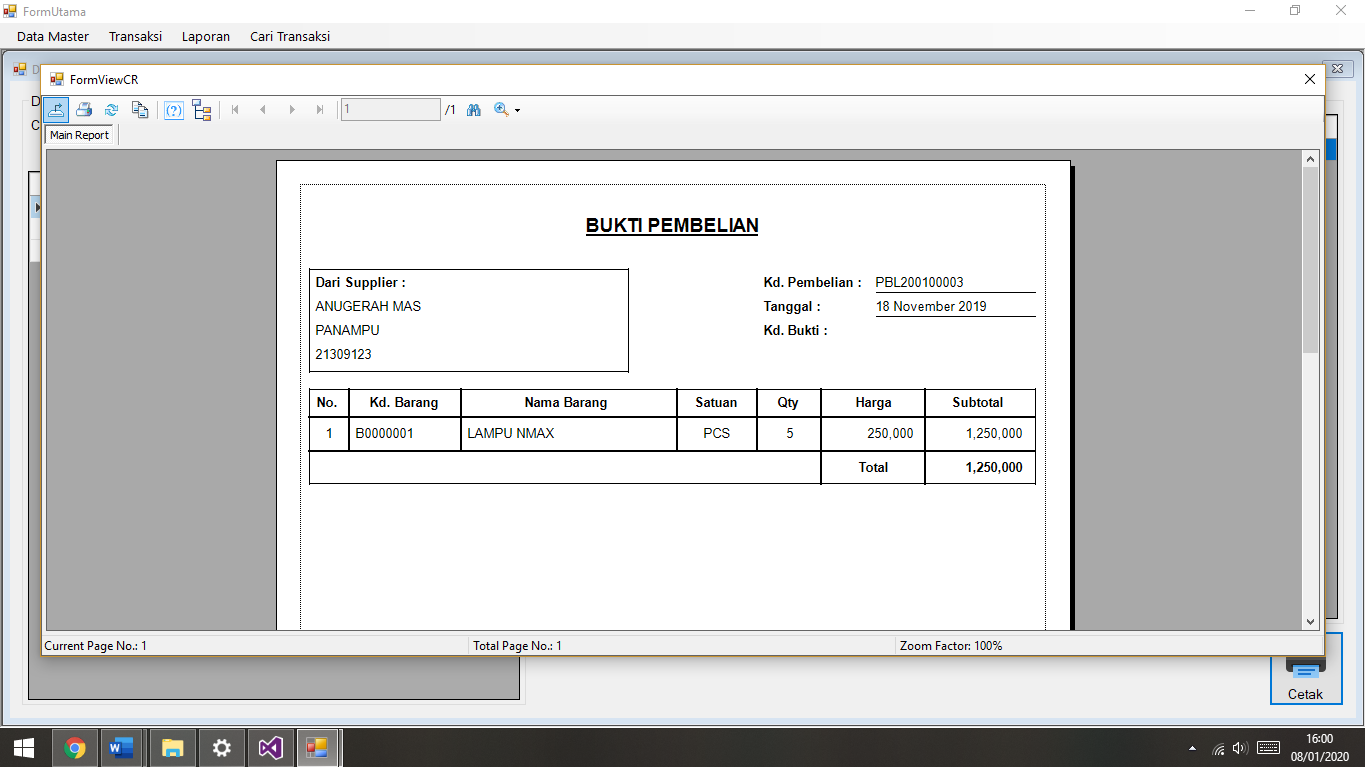 FormUtama
Data Master Transaksi Laporan Cari Transaksi
FormViewCR
1 /1
Main Report
BUKTI PEMBELIAN
Dari Supplier :
ANUGERAH MAS
PANAMPU
21309123
Kd. Pembelian : PBL200100003
Tanggal : 18 November 2019
Kd. Bukti :
No. Kd. Barang Nama Barang Satuan Qty Harga Subtotal
1 B0000001 LAMPU NMAX PCS 5 250,000 1,250,000
Total 1,250,000
Current Page No.: 1 Total Page No.: 1 Zoom Factor: 100%
Cetak
16:00
08/01/2020